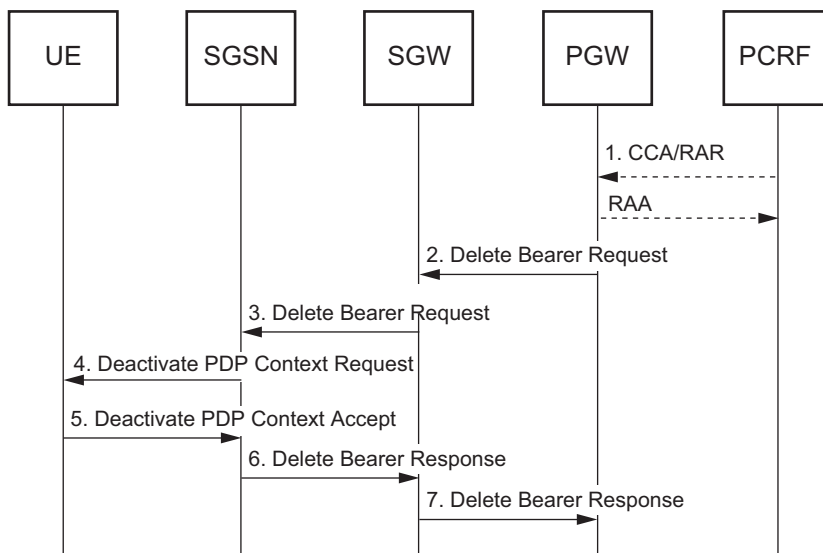 UE
SGSN
SGW
PGW
PCRF
1. CCA/RAR
RAA
2. Delete Bearer Request
3. Delete Bearer Request
4. Deactivate PDP Context Request
5. Deactivate PDP Context Accept
6. Delete Bearer Response
7. Delete Bearer Response